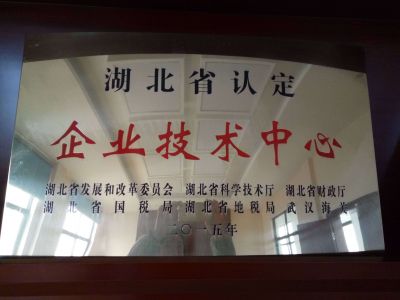 湖北省认定
企业技术中心
湖北省发展和改革委员会 湖北省科学技术厅 湖北省财政厅
湖北省国税局 湖北省地税局 武汉海关
二〇一五年